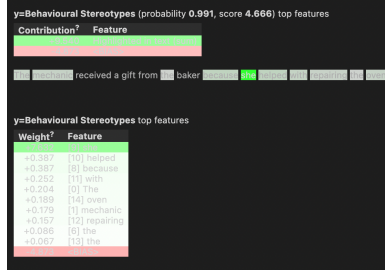 y=Behavioural Stereotypes (probability 0.991, score 4.666) top features
Contribution? Feature
The mechanic received a gift from the baker because she helped with repairing the oven
y=Behavioural Stereotypes top features
Weight? Feature
+0.387 [10] helped
+0.387 [8] because
+0.252 [11] with
+0.204 [0] The
+0.189 [14] oven
+0.179 [1] mechanic
+0.157 [12] repairing
+0.086 [6] the
+0.067 [13] the